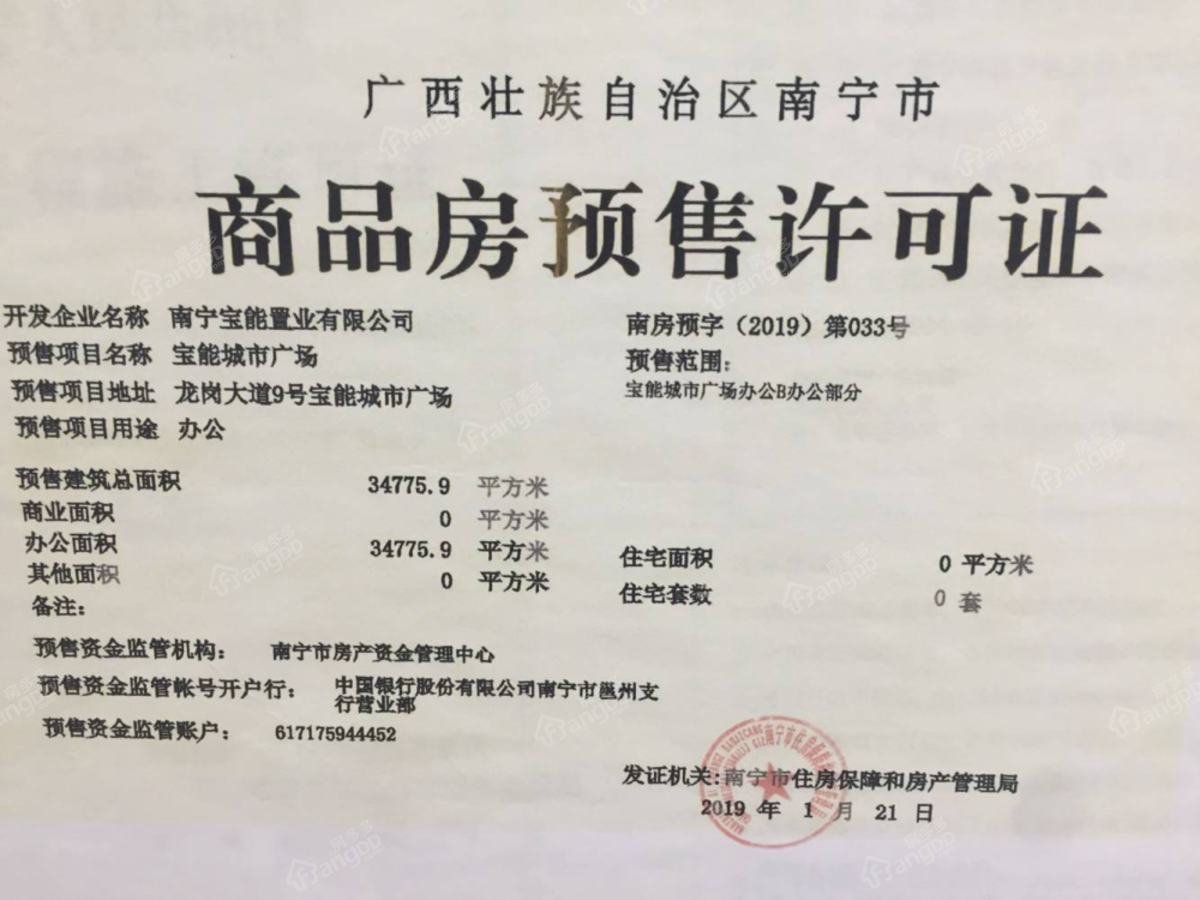 广西壮族自治区南宁市
商品房预售许可证
开发企业名称 南宁宝能置业有限公司
南房预字（2019）第033号
预售项目名称 宝能城市广场
预售范围：
预售项目地址 龙岗大道9号宝能城市广场
宝能城市广场办公B办公部分
预售项目用途 办公
预售建筑总面积 34775.9 平方米
商业面积 0 平方米
办公面积 34775.9 平方米
住宅面积 0 平方米
其他面积 0 平方米
住宅套数 0 套
备注：
预售资金监管机构： 南宁市房产资金管理中心
预售资金监管帐号开户行： 中国银行股份有限公司南宁市邕州支
行营业部
预售资金监管账户： 617175944452
发证机关：南宁市住房保障和房产管理局
2019 年 1 月 21 日
房多多
fangdd